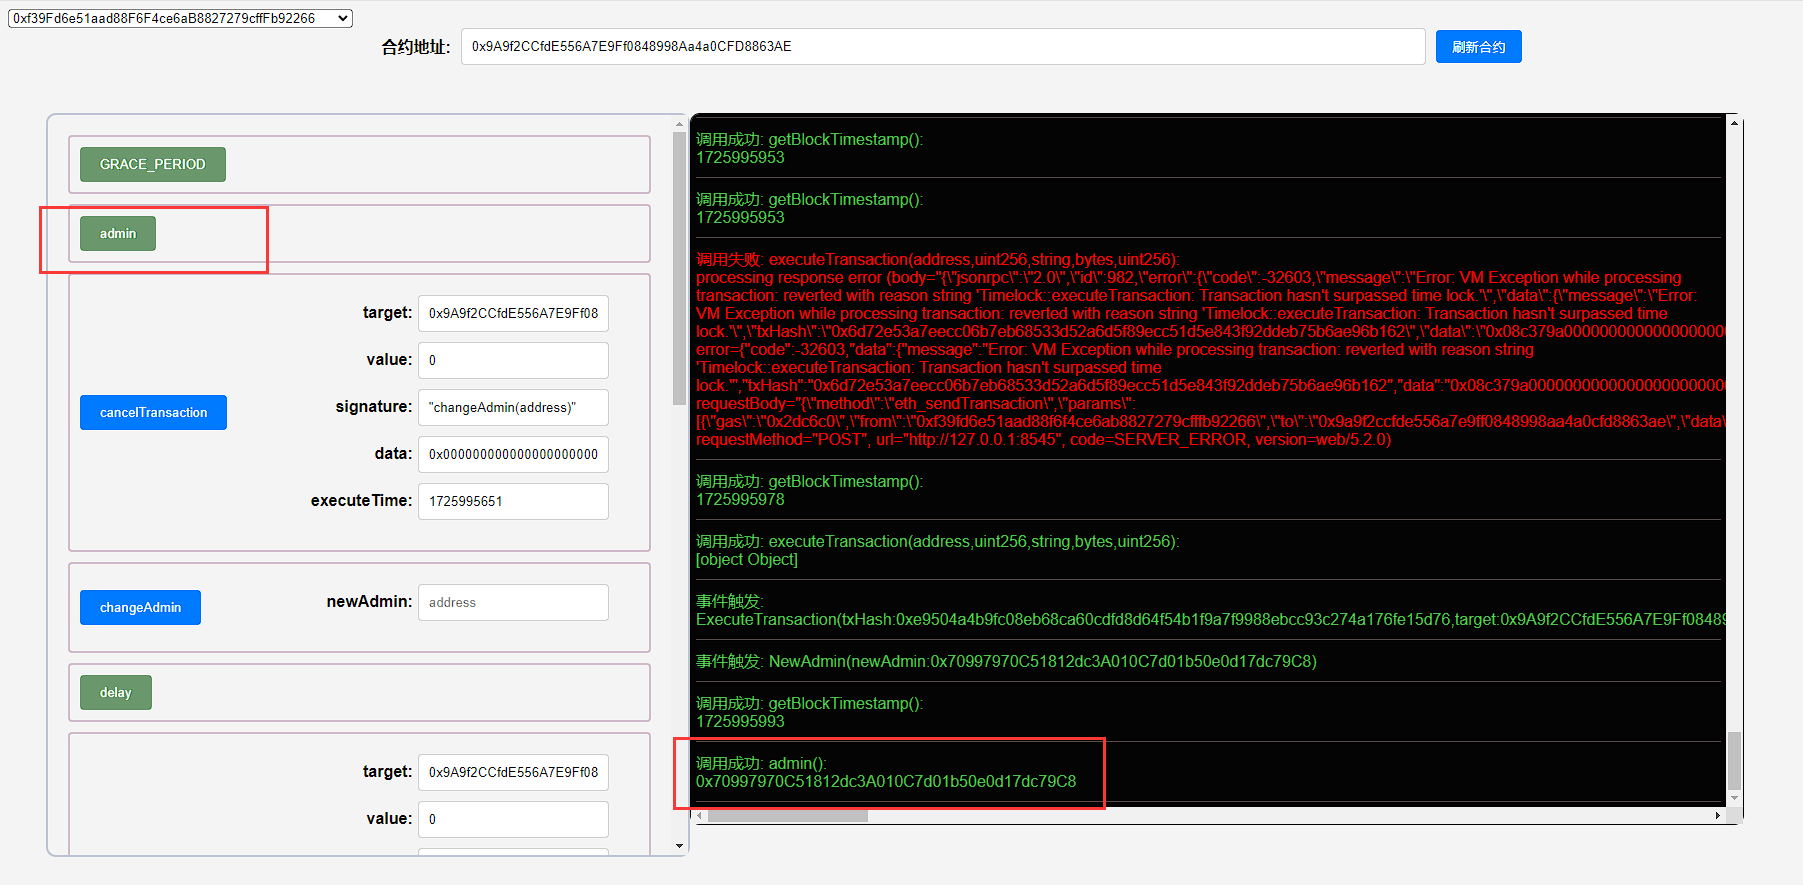 0xf39Fd6e51aad88F6F4ce6aB8827279cffFb92266
合约地址:
0x9A9f2CCfdE556A7E9Ff0848998Aa4a0CFD8863AE
刷新合约
GRACE_PERIOD
admin
cancelTransaction
target:
0x9A9f2CCfdE556A7E9Ff08
value:
0
signature:
"changeAdmin(address)"
data:
0x000000000000000000000
executeTime:
1725995651
changeAdmin
newAdmin:
address
delay
target:
0x9A9f2CCfdE556A7E9Ff08
value:
0
调用成功: getBlockTimestamp():
1725995953
调用成功: getBlockTimestamp():
1725995953
调用失败: executeTransaction(address,uint256,string,bytes,uint256):
processing response error (body="{\"jsonrpc\":\"2.0\",\"id\":982,\"error\":{\"code\":-32603,\"message\":\"Error: VM Exception while processing
transaction: reverted with reason string 'Timelock::executeTransaction: Transaction hasn't surpassed time lock.'\",\"data\":{\"message\":\"Error:
VM Exception while processing transaction: reverted with reason string 'Timelock::executeTransaction: Transaction hasn't surpassed time
lock.'\",\"txHash\":\"0x6d72e53a7eecc06b7eb68533d52a6d5f89ecc51d5e843f92ddeb75b6ae96b162\",\"data\":\"0x08c379a0000000000000000000
error={"code":-32603,"data":{"message":"Error: VM Exception while processing transaction: reverted with reason string
'Timelock::executeTransaction: Transaction hasn't surpassed time
lock.'","txHash":"0x6d72e53a7eecc06b7eb68533d52a6d5f89ecc51d5e843f92ddeb75b6ae96b162","data":"0x08c379a000000000000000000000000
requestBody="{\"method\":\"eth_sendTransaction\",\"params\":
[{\"gas\":\"0x2dc6c0\",\"from\":\"0xf39fd6e51aad88f6f4ce6ab8827279cfffb92266\",\"to\":\"0x9a9f2ccfde556a7e9ff0848998aa4a0cfd8863ae\",\"data\
requestMethod="POST", url="http://127.0.0.1:8545", code=SERVER_ERROR, version=web/5.2.0)
调用成功: getBlockTimestamp():
1725995978
调用成功: executeTransaction(address,uint256,string,bytes,uint256):
[object Object]
事件触发:
ExecuteTransaction(txHash:0xe9504a4b9fc08eb68ca60cdfd8d64f54b1f9a7f9988ebcc93c274a176fe15d76,target:0x9A9f2CCfdE556A7E9Ff0848
事件触发: NewAdmin(newAdmin:0x70997970C51812dc3A010C7d01b50e0d17dc79C8)
调用成功: getBlockTimestamp():
1725995993
调用成功: admin():
0x70997970C51812dc3A010C7d01b50e0d17dc79C8